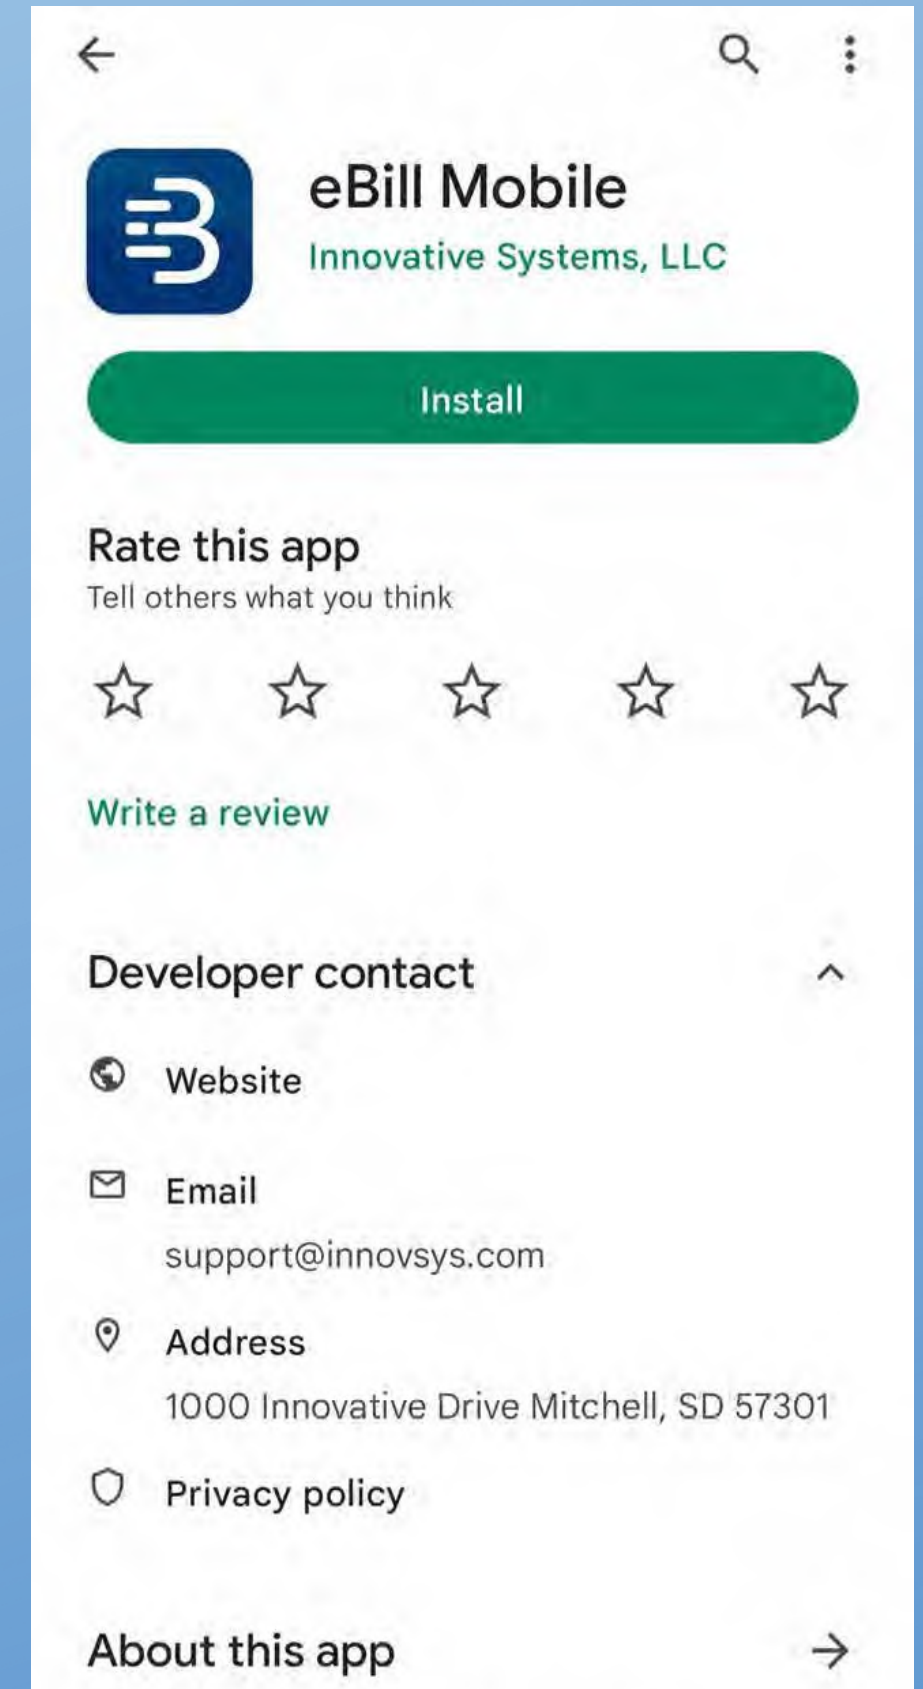 eBill Mobile
Innovative Systems, LLC
Install
Rate this app
Tell others what you think
Write a review
Developer contact
Website
Email
support@innovsys.com
Address
1000 Innovative Drive Mitchell, SD 57301
Privacy policy
About this app